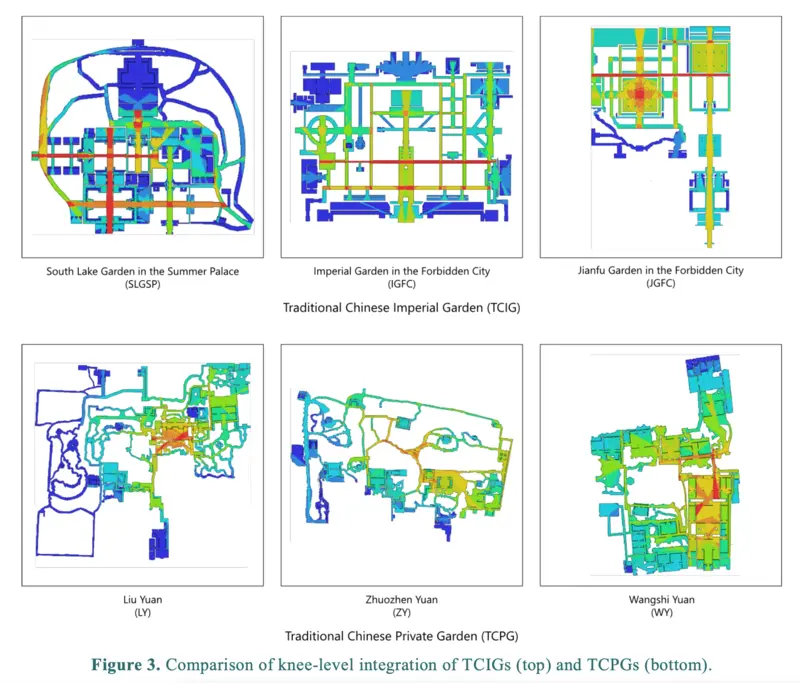 South Lake Garden in the Summer Palace
(SLGSP)
Imperial Garden in the Forbidden City
(IGFC)
Jianfu Garden in the Forbidden City
(JGFC)
Traditional Chinese Imperial Garden (TCIG)
Liu Yuan
(LY)
Zhuozhen Yuan
(ZY)
Wangshi Yuan
(WY)
Traditional Chinese Private Garden (TCPG)
Figure 3. Comparison of knee-level integration of TCIGs (top) and TCPGs (bottom).